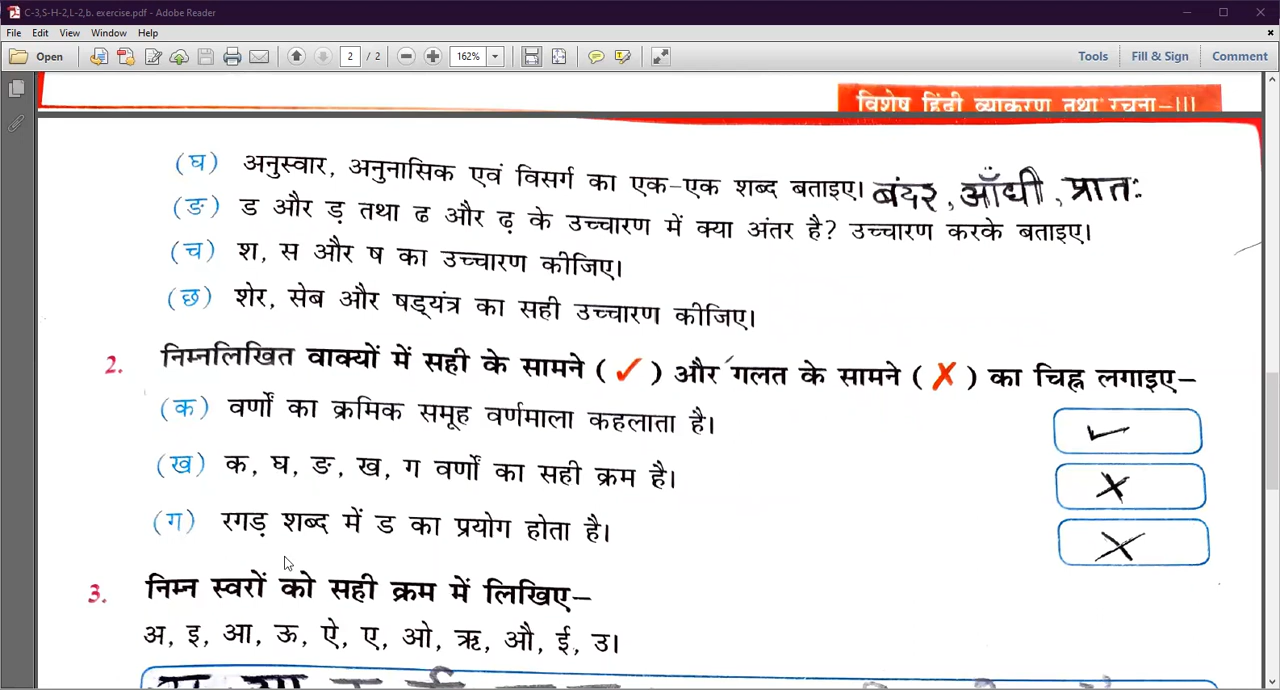 C-3,S-H-2,L-2,b. exercise.pdf - Adobe Reader
File Edit View Window Help
Open 2 / 2 162% Tools Fill & Sign Comment
विशेष हिंदी व्याकरण तथा रचना-III
(घ) अनुस्वार, अनुनासिक एवं विसर्ग का एक-एक शब्द बताइए। बंदर, आँधी, प्रातः
(ङ) ड और ड़ तथा ढ और ढ़ के उच्चारण में क्या अंतर है? उच्चारण करके बताइए।
(च) श, स और ष का उच्चारण कीजिए।
(छ) शेर, सेब और षड्यंत्र का सही उच्चारण कीजिए।
2. निम्नलिखित वाक्यों में सही के सामने (✓) और गलत के सामने (✗) का चिह्न लगाइए-
(क) वर्णों का क्रमिक समूह वर्णमाला कहलाता है। ✓
(ख) क, घ, ङ, ख, ग वर्णों का सही क्रम है। ✗
(ग) रगड़ शब्द में ड का प्रयोग होता है। ✗
3. निम्न स्वरों को सही क्रम में लिखिए-
अ, इ, आ, ऊ, ऐ, ए, ओ, ऋ, औ, ई, उ।